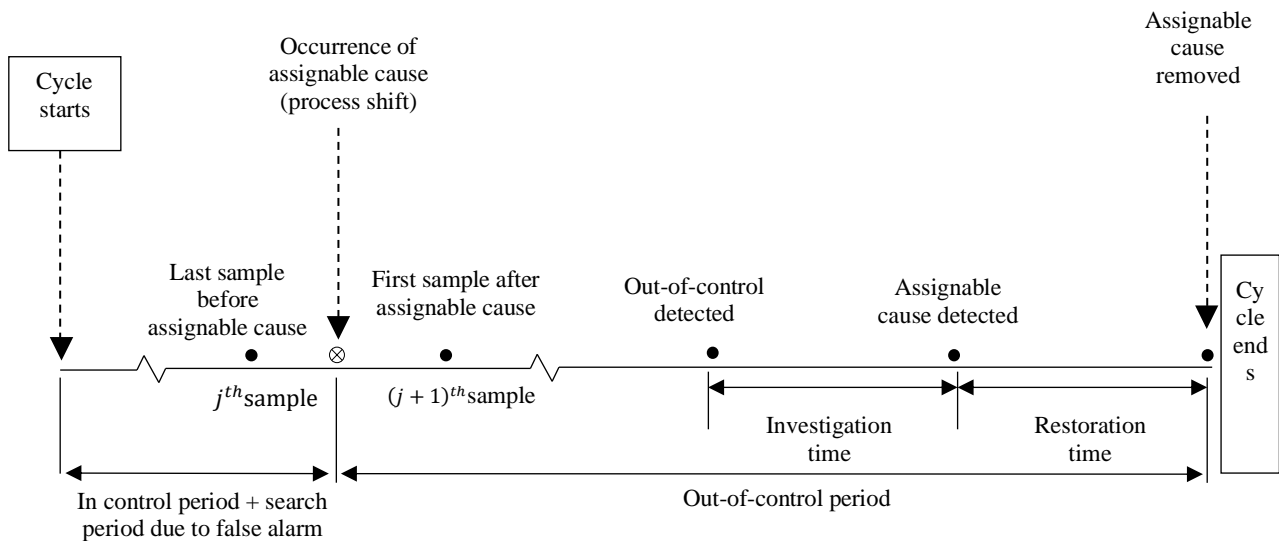 Cycle
starts
Occurrence of
assignable cause
(process shift)
Assignable
cause
removed
Last sample
before
assignable cause
First sample after
assignable cause
Out-of-control
detected
Assignable
cause detected
Cy
cle
end
s
jᵗʰ sample
(j + 1)ᵗʰ sample
Investigation
time
Restoration
time
In control period + search
period due to false alarm
Out-of-control period